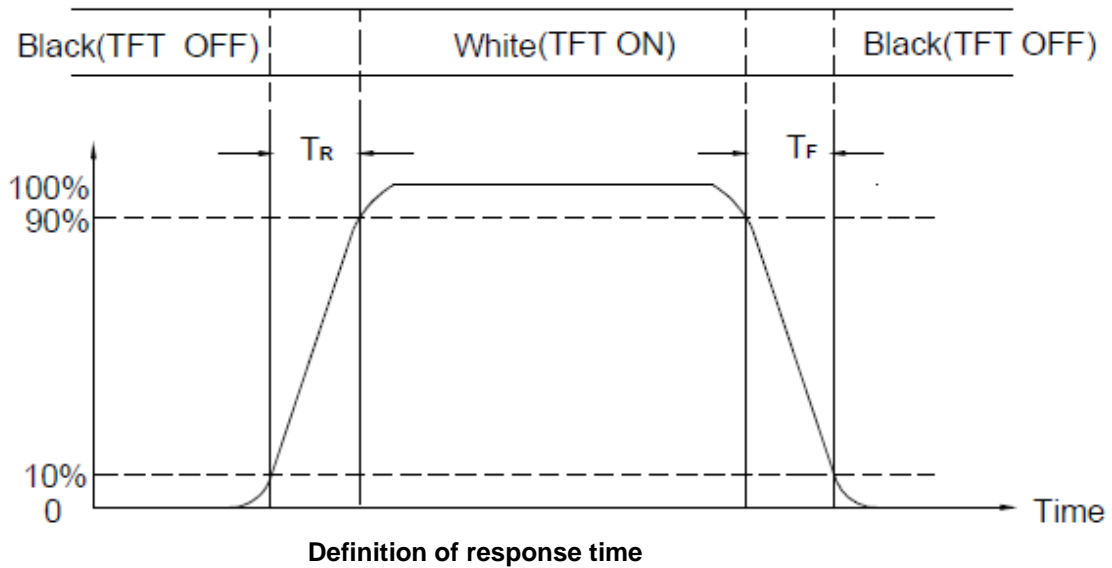 Black(TFT OFF) White(TFT ON) Black(TFT OFF)
TR TF
100%
90%
10%
0
Time
Definition of response time